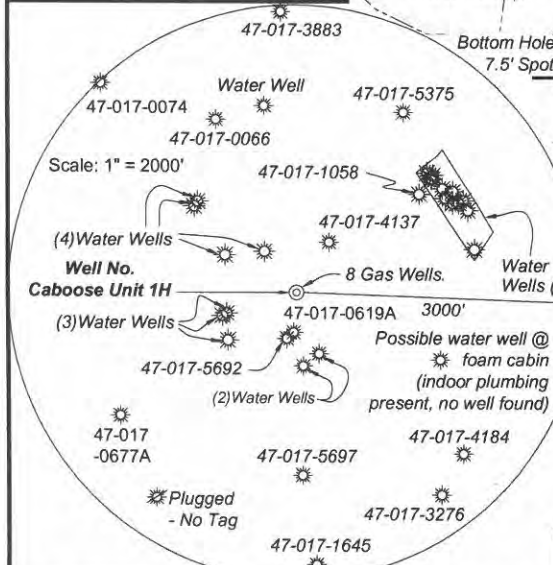 47-017-3883
Bottom Hole
7.5' Spot
47-017-0074
Water Well
47-017-5375
47-017-0066
Scale: 1" = 2000'
47-017-1058
47-017-4137
(4)Water Wells
Water
Wells (
Well No.
Caboose Unit 1H
8 Gas Wells.
3000'
47-017-0619A
(3)Water Wells
Possible water well @
foam cabin
(indoor plumbing
present, no well found)
47-017-5692
(2)Water Wells
47-017
-0677A
47-017-4184
47-017-5697
Plugged
- No Tag
47-017-3276
47-017-1645